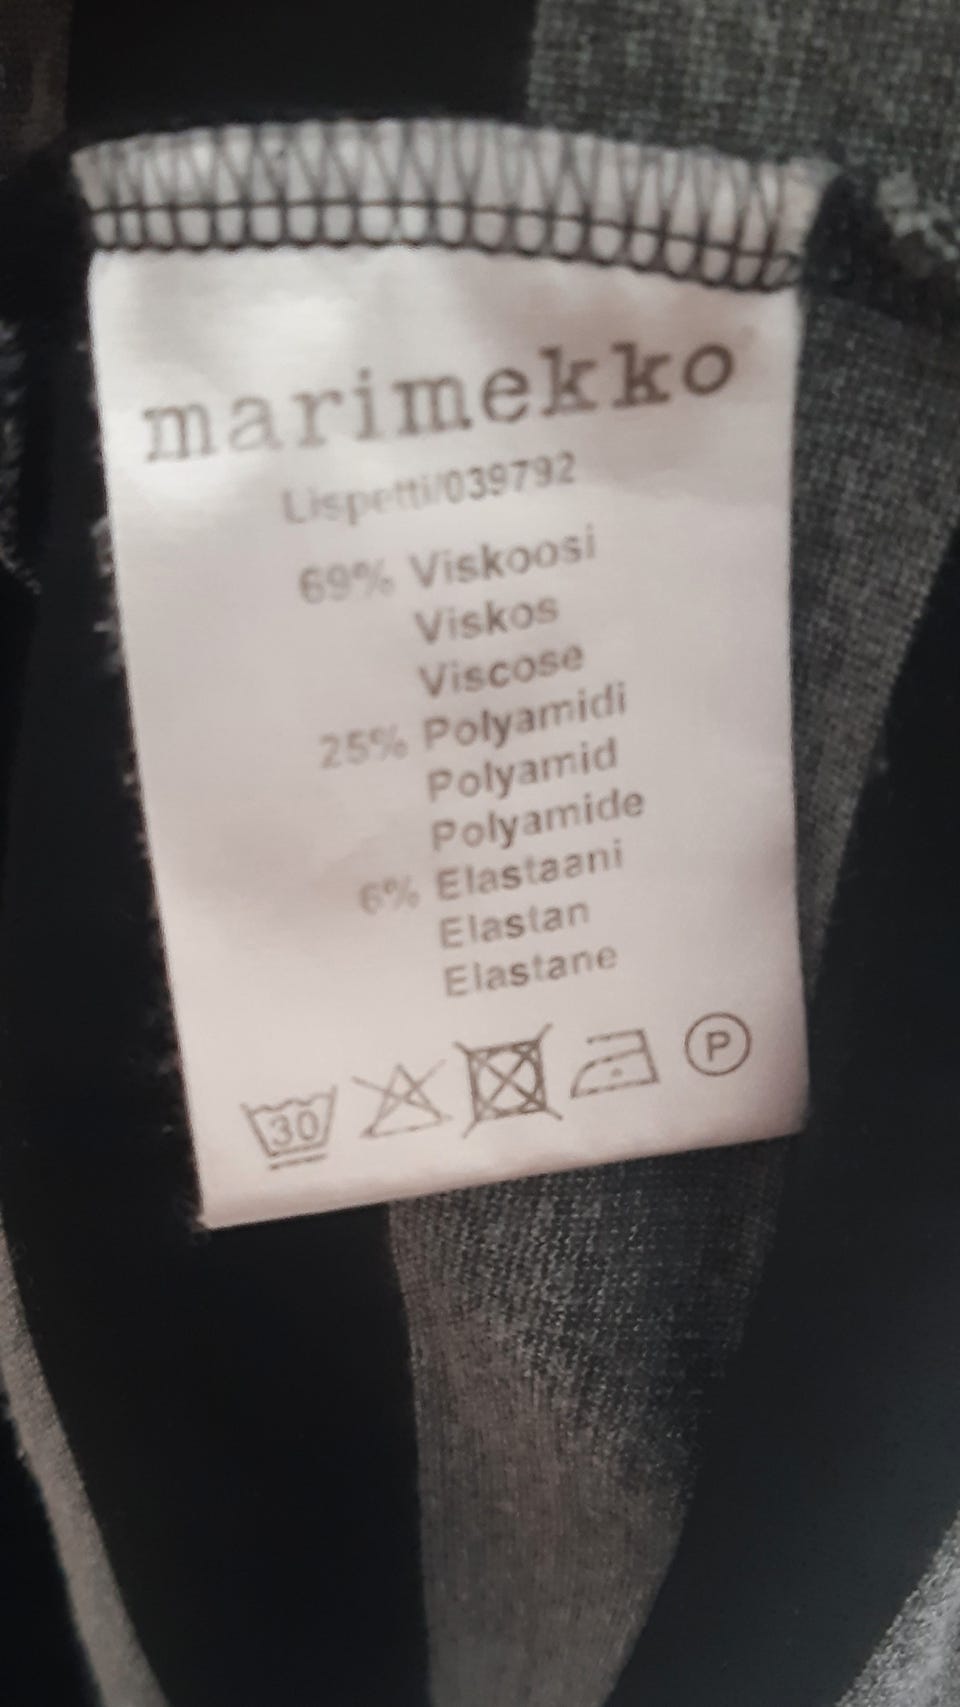 marimekko
Lispetti/039792
69% Viskoosi
Viskos
Viscose
25% Polyamidi
Polyamid
Polyamide
6% Elastaani
Elastan
Elastane
30 P